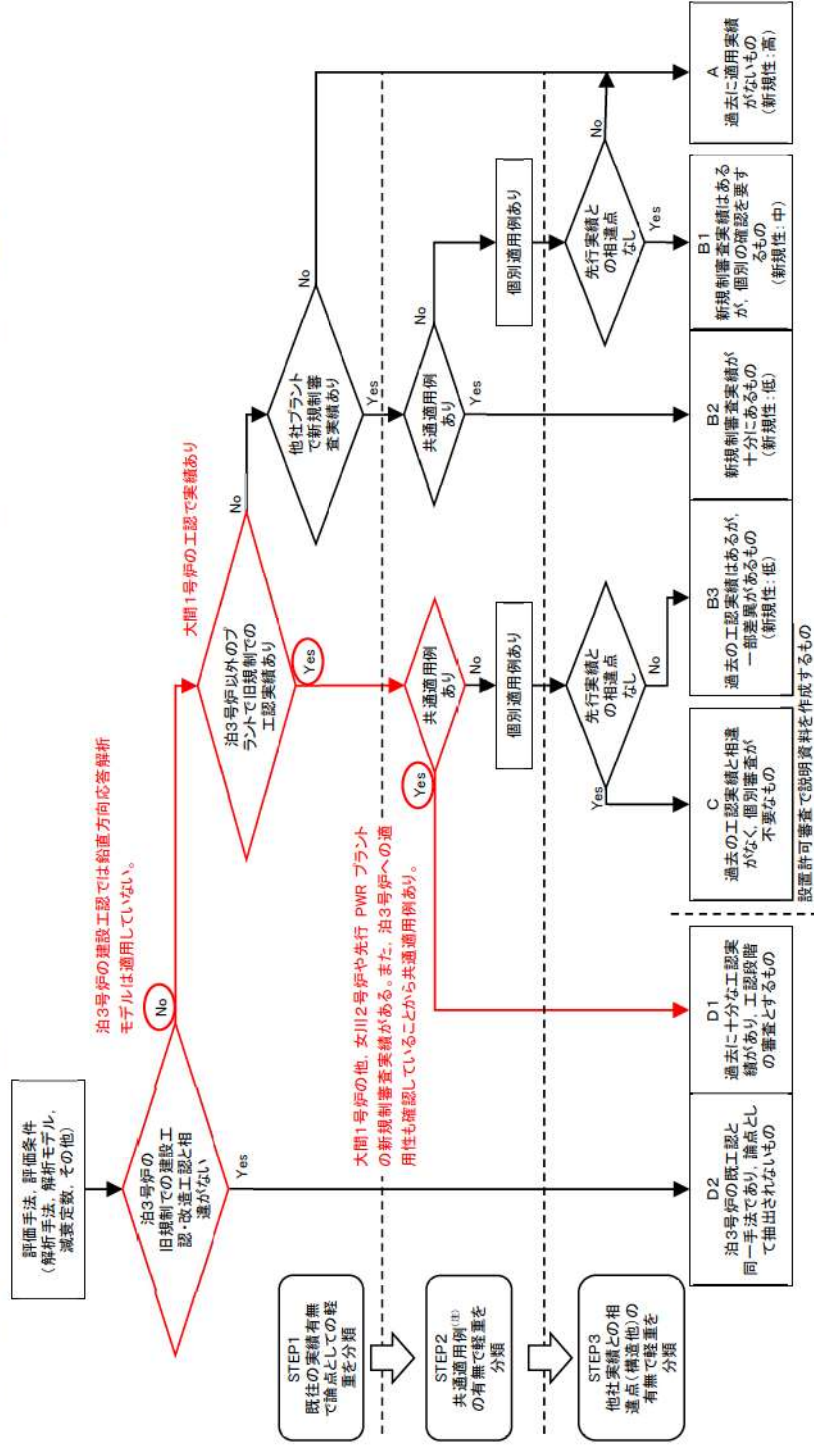 評価手法，評価条件
（解析手法，解析モデル，
減衰定数，その他）
泊3号炉の
旧規制での建設工
認・改造工認と相
違がない
No
Yes
泊3号炉の建設工認では鉛直方向応答解析
モデルは適用していない。
泊3号炉以外のプ
ラントで旧規制での
工認実績あり
No
Yes
大間1号炉の工認で実績あり
他社プラント
で新規制審
査実績あり
No
Yes
STEP1
既往の実績有無
で論点としての軽
重を分類
大間1号炉の他，女川2号炉や先行 PWR プラント
の新規制審査実績がある。また，泊3号炉への適
用性も確認していることから共通適用例あり。
STEP2
共通適用例(注)
の有無で軽重を
分類
共通適用例
あり
Yes
No
個別適用例あり
共通適用例
あり
No
Yes
個別適用例あり
STEP3
他社実績との相
違点（構造他）の
有無で軽重を
分類
先行実績と
の相違点
なし
Yes
No
先行実績と
の相違点
なし
No
Yes
D2
泊3号炉の既工認と
同一手法であり，論点とし
て抽出されないもの
D1
過去に十分な工認実
績があり，工認段階
の審査とするもの
C
過去の工認実績と相違
がなく，個別審査が
不要なもの
B3
過去の工認実績はあるが，
一部差異があるもの
（新規性：低）
B2
新規制審査実績が
十分にあるもの
（新規性：低）
B1
新規制審査実績はある
が，個別の確認を要す
るもの
（新規性：中）
A
過去に適用実績
がないもの
（新規性：高）
設置許可審査で説明資料を作成するもの